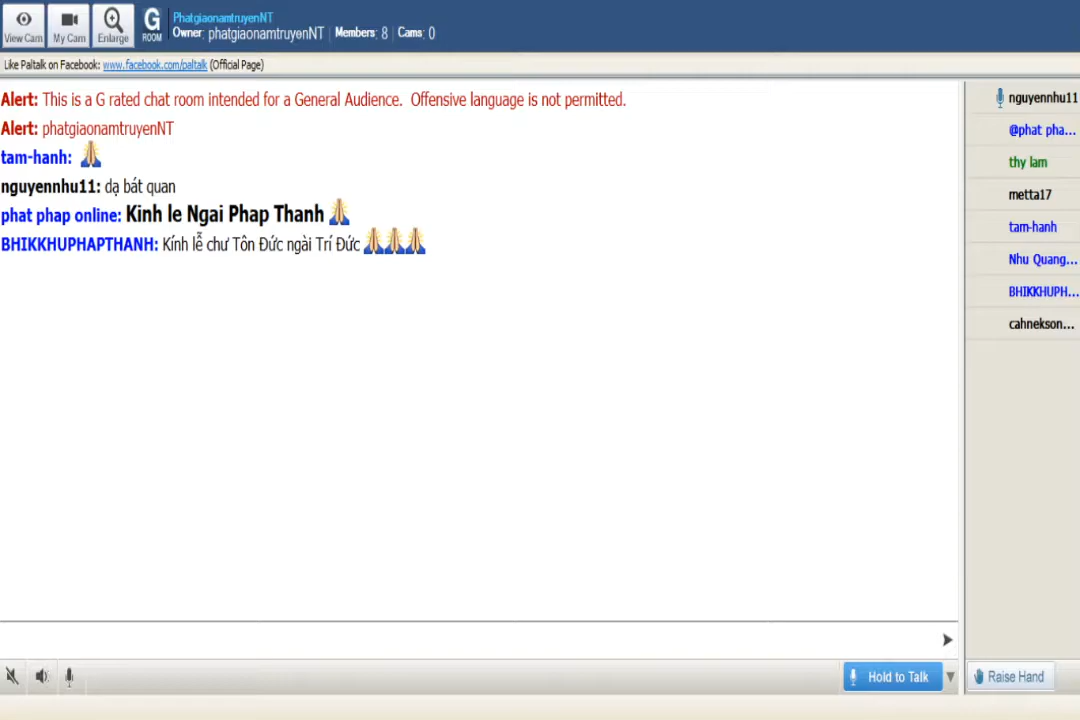 View Cam
My Cam
Enlarge
G
ROOM
PhatgiaonamtruyenNT
Owner: phatgiaonamtruyenNT Members: 8 Cams: 0
Like Paltalk on Facebook: www.facebook.com/paltalk (Official Page)
Alert: This is a G rated chat room intended for a General Audience. Offensive language is not permitted.
Alert: phatgiaonamtruyenNT
tam-hanh:
nguyennhu11: dạ bát quan
phat phap online: Kinh le Ngai Phap Thanh
BHIKKHUPHAPTHANH: Kính lễ chư Tôn Đức ngài Trí Đức
nguyennhu11
@phat pha...
thy lam
metta17
tam-hanh
Nhu Quang...
BHIKKHUPH...
cahnekson...
Hold to Talk
Raise Hand